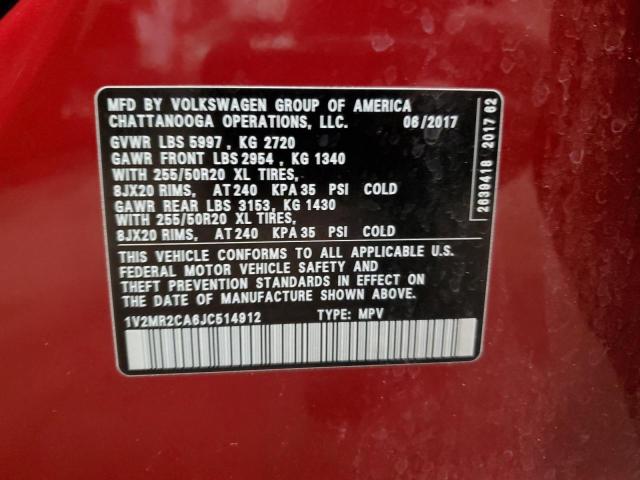 MFD BY VOLKSWAGEN GROUP OF AMERICA
CHATTANOOGA OPERATIONS, LLC. 06/2017
GVWR LBS 5997, KG 2720
GAWR FRONT LBS 2954, KG 1340
WITH 255/50R20 XL TIRES,
8JX20 RIMS, AT 240 KPA 35 PSI COLD
GAWR REAR LBS 3153, KG 1430
WITH 255/50R20 XL TIRES,
8JX20 RIMS, AT 240 KPA 35 PSI COLD
THIS VEHICLE CONFORMS TO ALL APPLICABLE U.S.
FEDERAL MOTOR VEHICLE SAFETY AND
THEFT PREVENTION STANDARDS IN EFFECT ON
THE DATE OF MANUFACTURE SHOWN ABOVE.
1V2MR2CA6JC514912 TYPE: MPV
2639418 2017 62